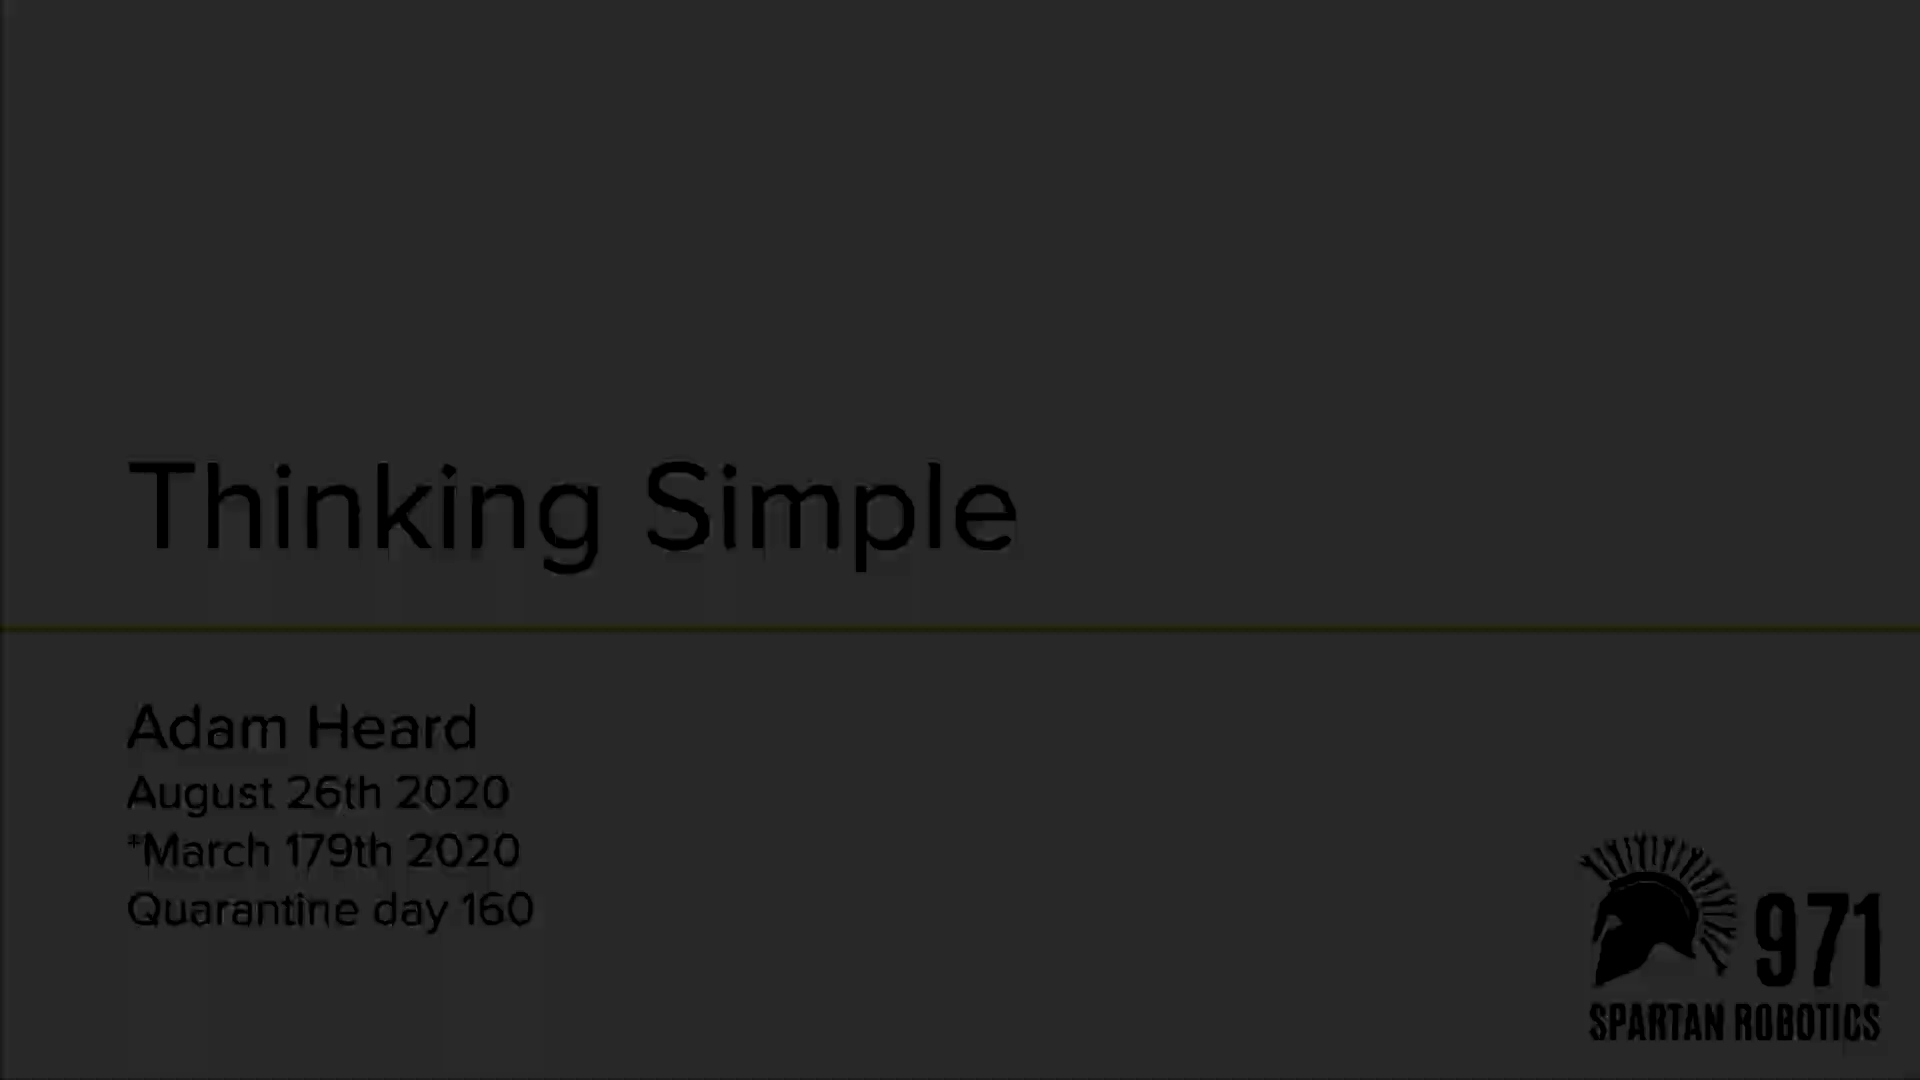 Thinking Simple
Adam Heard
August 26th 2020
*March 179th 2020
Quarantine day 160
971
SPARTAN ROBOTICS